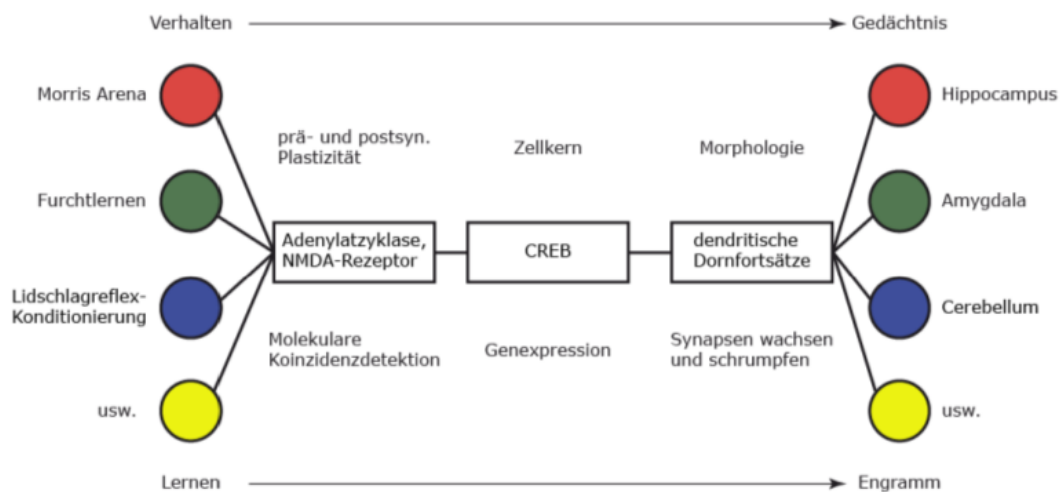 Verhalten
Gedächtnis
Morris Arena
Hippocampus
prä- und postsyn.
Plastizität
Zellkern
Morphologie
Furchtlernen
Amygdala
Adenylatzyklase,
NMDA-Rezeptor
CREB
dendritische
Dornfortsätze
Lidschlagreflex-
Konditionierung
Cerebellum
Molekulare
Koinzidenzdetektion
Genexpression
Synapsen wachsen
und schrumpfen
usw.
usw.
Lernen
Engramm